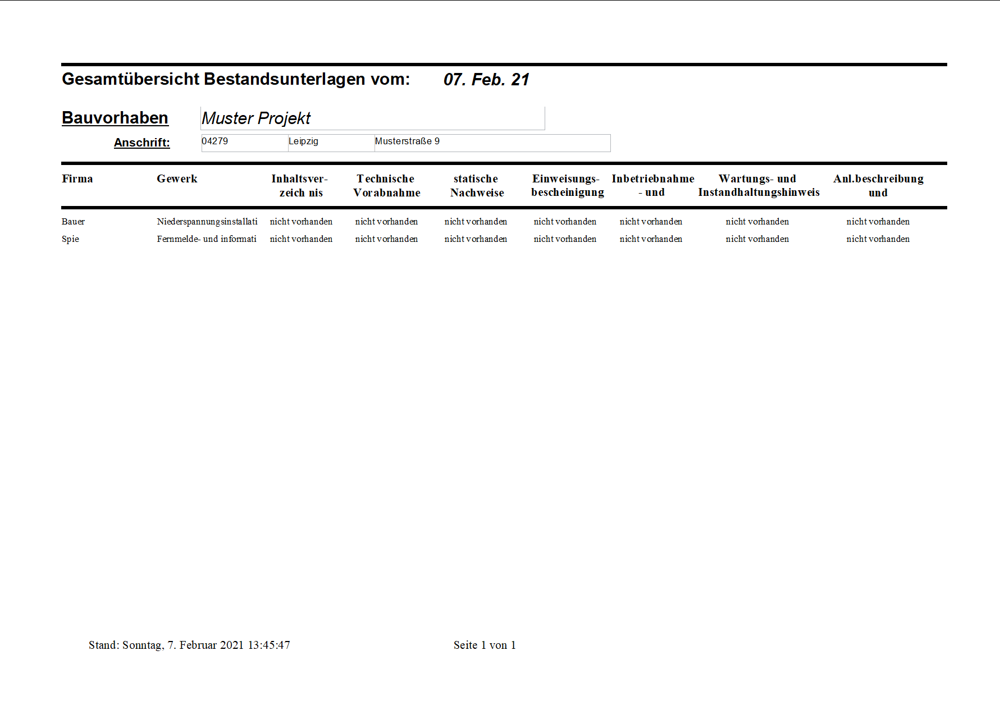 Gesamtübersicht Bestandsunterlagen vom: 07. Feb. 21
Bauvorhaben Muster Projekt
Anschrift: 04279 Leipzig Musterstraße 9
Firma Gewerk Inhaltsver- Technische statische Einweisungs- Inbetriebnahme Wartungs- und Anl.beschreibung
zeich nis Vorabnahme Nachweise bescheinigung - und Instandhaltungshinweis und
Bauer Niederspannungsinstallati nicht vorhanden nicht vorhanden nicht vorhanden nicht vorhanden nicht vorhanden nicht vorhanden nicht vorhanden
Spie Fernmelde- und informati nicht vorhanden nicht vorhanden nicht vorhanden nicht vorhanden nicht vorhanden nicht vorhanden nicht vorhanden
Stand: Sonntag, 7. Februar 2021 13:45:47 Seite 1 von 1